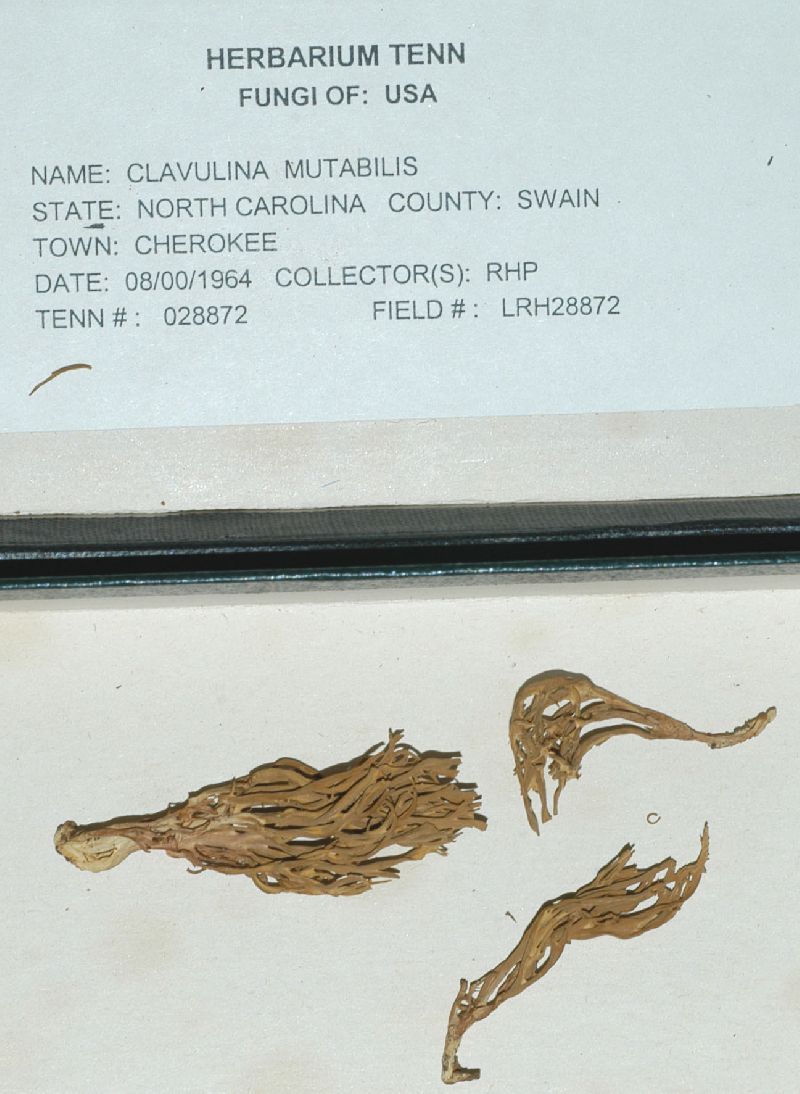 HERBARIUM TENN
FUNGI OF: USA
NAME: CLAVULINA MUTABILIS
STATE: NORTH CAROLINA COUNTY: SWAIN
TOWN: CHEROKEE
DATE: 08/00/1964 COLLECTOR(S): RHP
TENN #: 028872 FIELD #: LRH28872